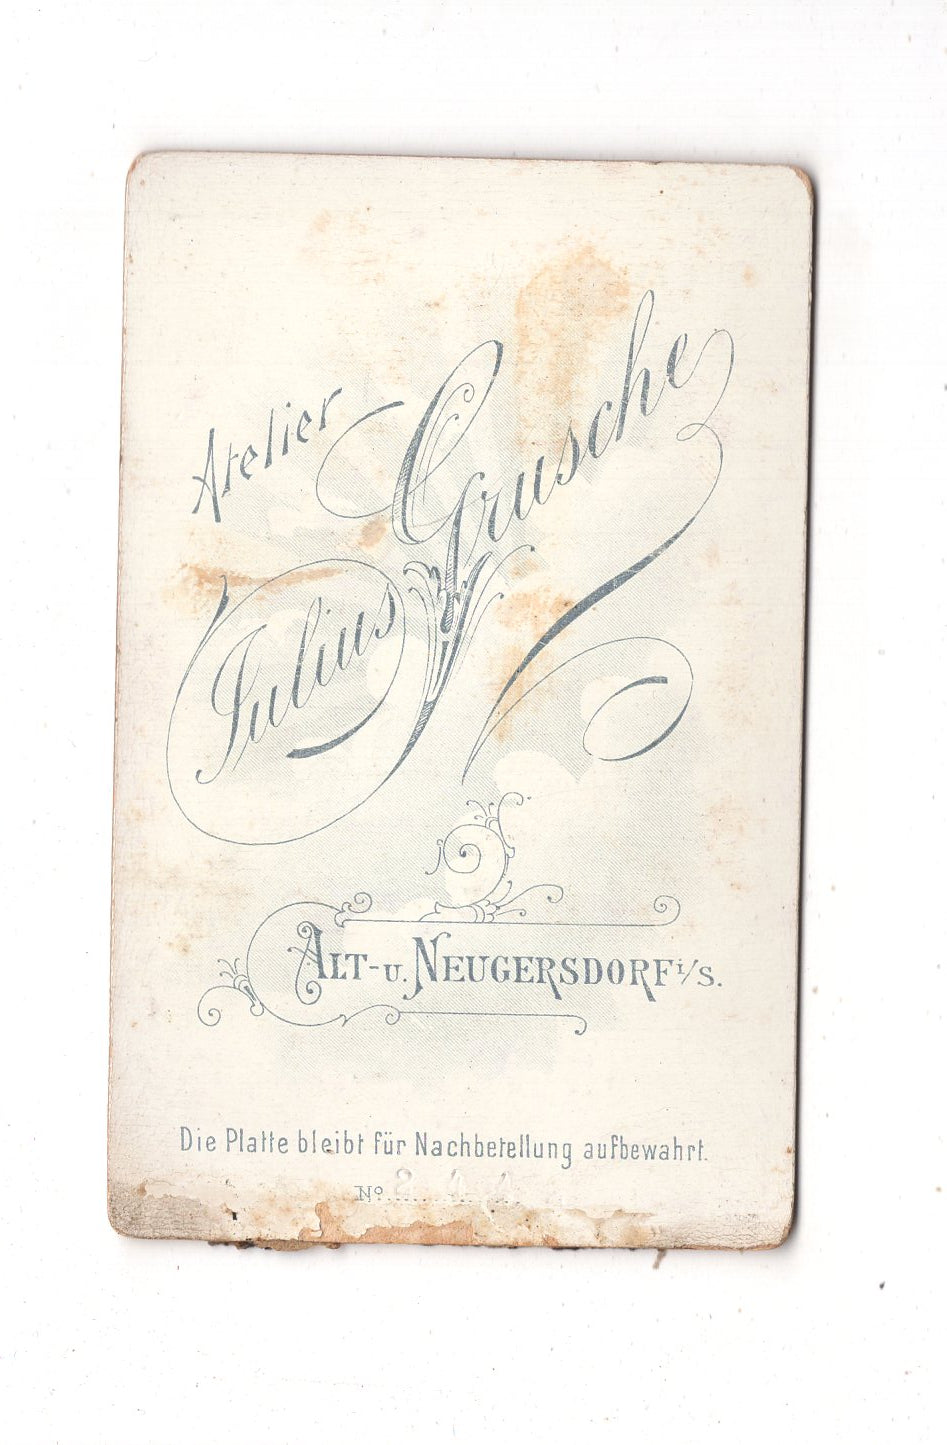 Atelier
Julius Grusche
ALT- U. NEUGERSDORF i/S.
Die Platte bleibt für Nachbetellung aufbewahrt.
No